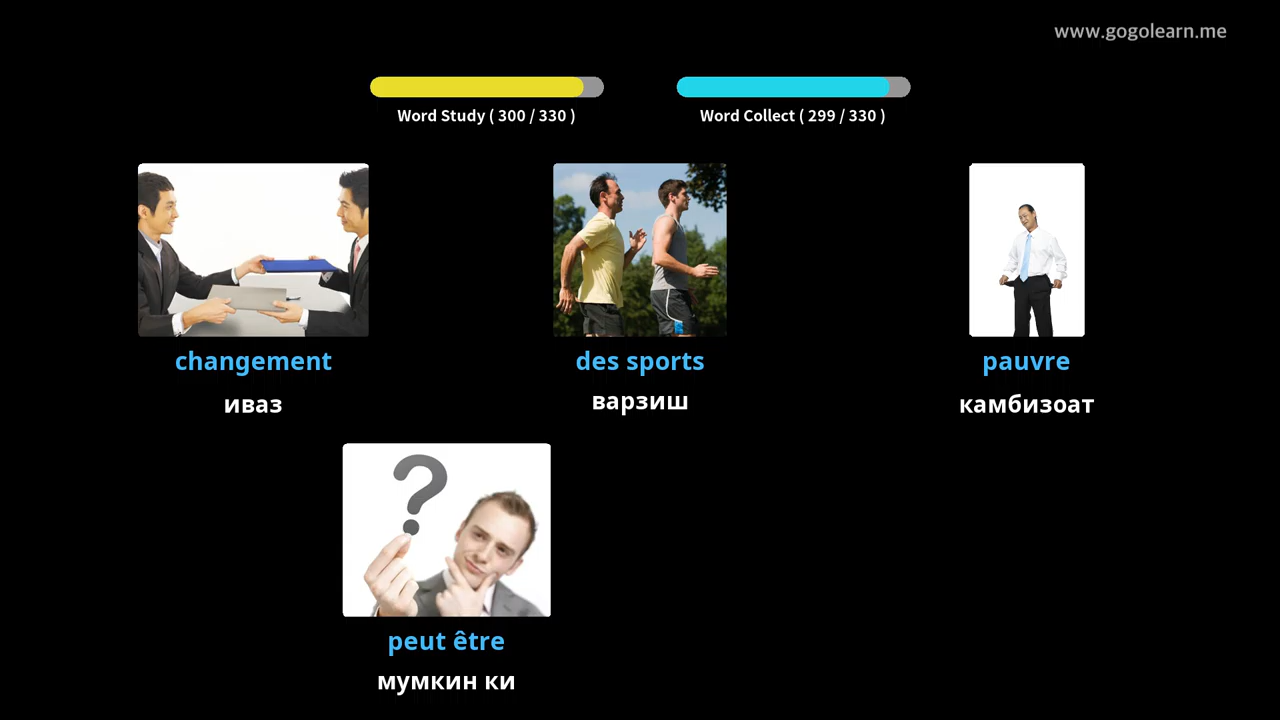 www.gogolearn.me
Word Study ( 300 / 330 )
Word Collect ( 299 / 330 )
changement
иваз
des sports
варзиш
pauvre
камбизоат
peut être
мумкин ки